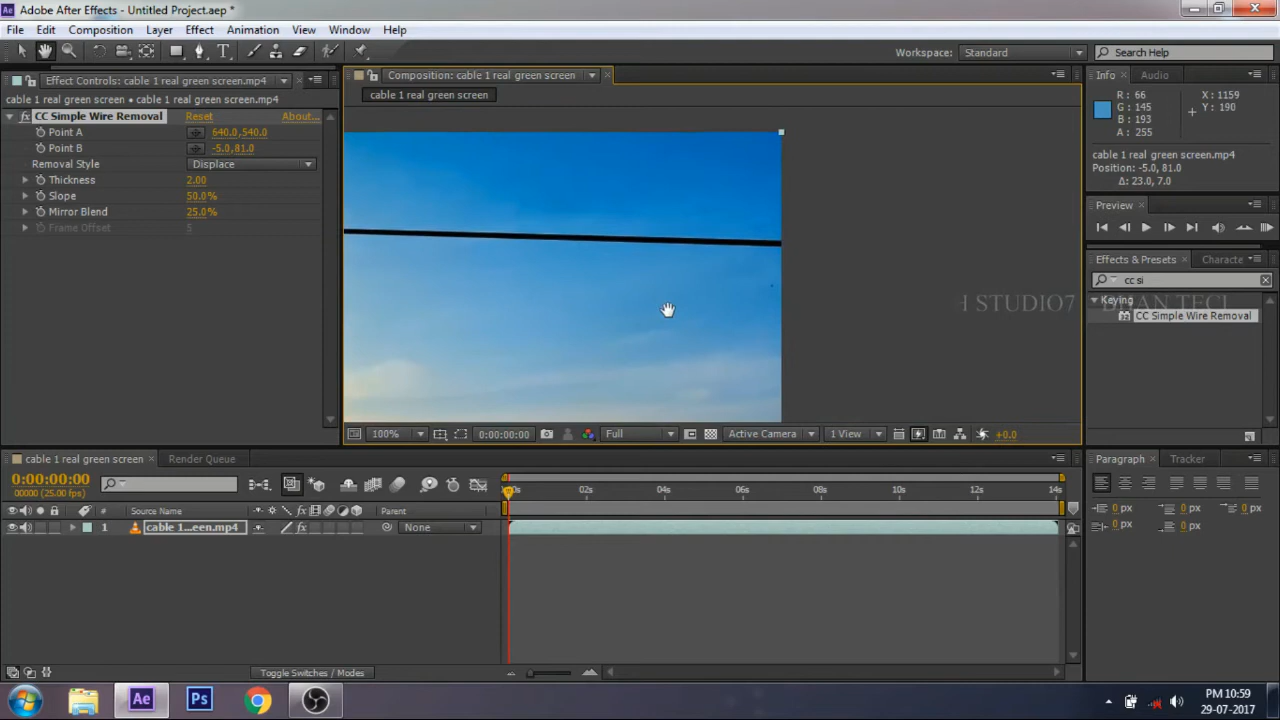 Adobe After Effects - Untitled Project.aep *
File Edit Composition Layer Effect Animation View Window Help
Workspace: Standard Search Help
Effect Controls: cable 1 real green screen.mp4
cable 1 real green screen • cable 1 real green screen.mp4
fx CC Simple Wire Removal Reset About...
Point A 640.0,540.0
Point B -5.0,81.0
Removal Style Displace
Thickness 2.00
Slope 50.0%
Mirror Blend 25.0%
Frame Offset 5
Composition: cable 1 real green screen
cable 1 real green screen
100% 0:00:00:00 Full Active Camera 1 View +0.0
Info Audio
R: 66 X: 1159
G: 145 Y: 190
B: 193
A: 255
cable 1 real green screen.mp4
Position: -5.0, 81.0
Δ: 23.0, 7.0
Preview
Effects & Presets Characte
cc si
Keying
CC Simple Wire Removal
H STUDIO7 BRIAN TECH
cable 1 real green screen Render Queue
0:00:00:00
00000 (25.00 fps)
02s 04s 06s 08s 10s 12s 14s
# Source Name Parent
1 cable 1...een.mp4 None
Toggle Switches / Modes
Paragraph Tracker
0 px 0 px 0 px
0 px 0 px
Ae Ps
PM 10:59
29-07-2017